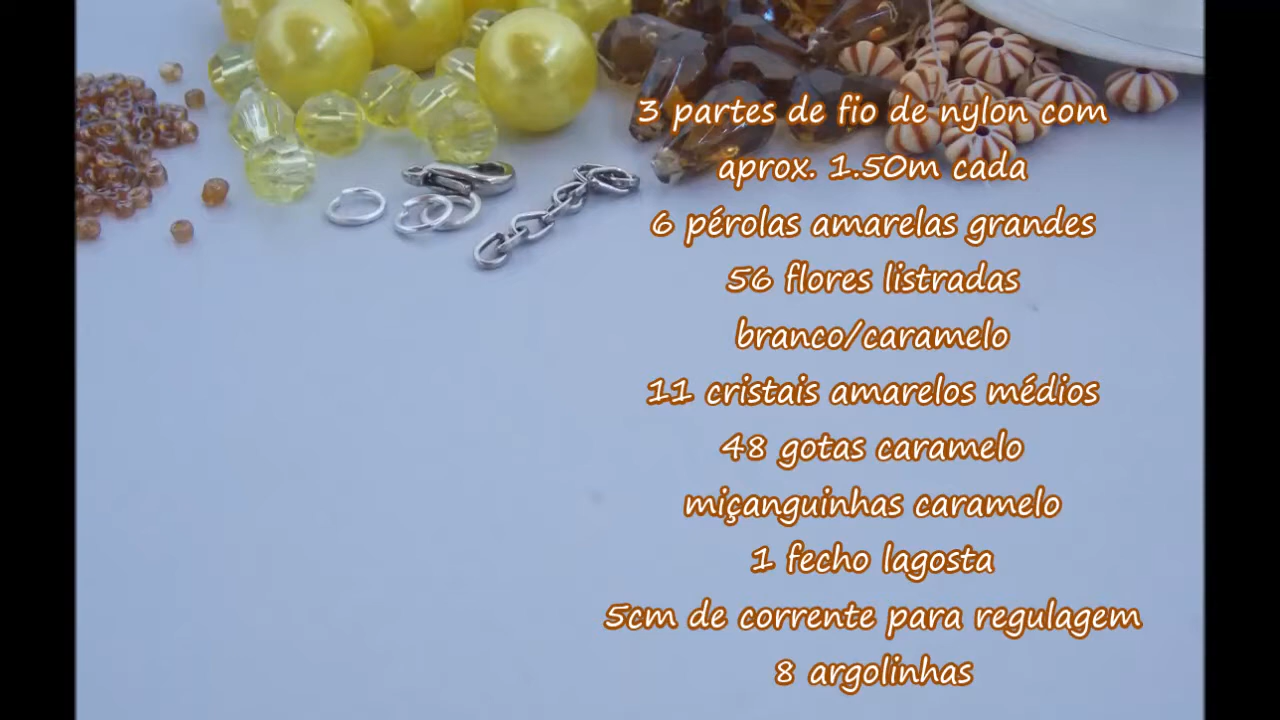 3 partes de fio de nylon com
aprox. 1.50m cada
6 pérolas amarelas grandes
56 flores listradas
branco/caramelo
11 cristais amarelos médios
48 gotas caramelo
miçanguinhas caramelo
1 fecho lagosta
5cm de corrente para regulagem
8 argolinhas